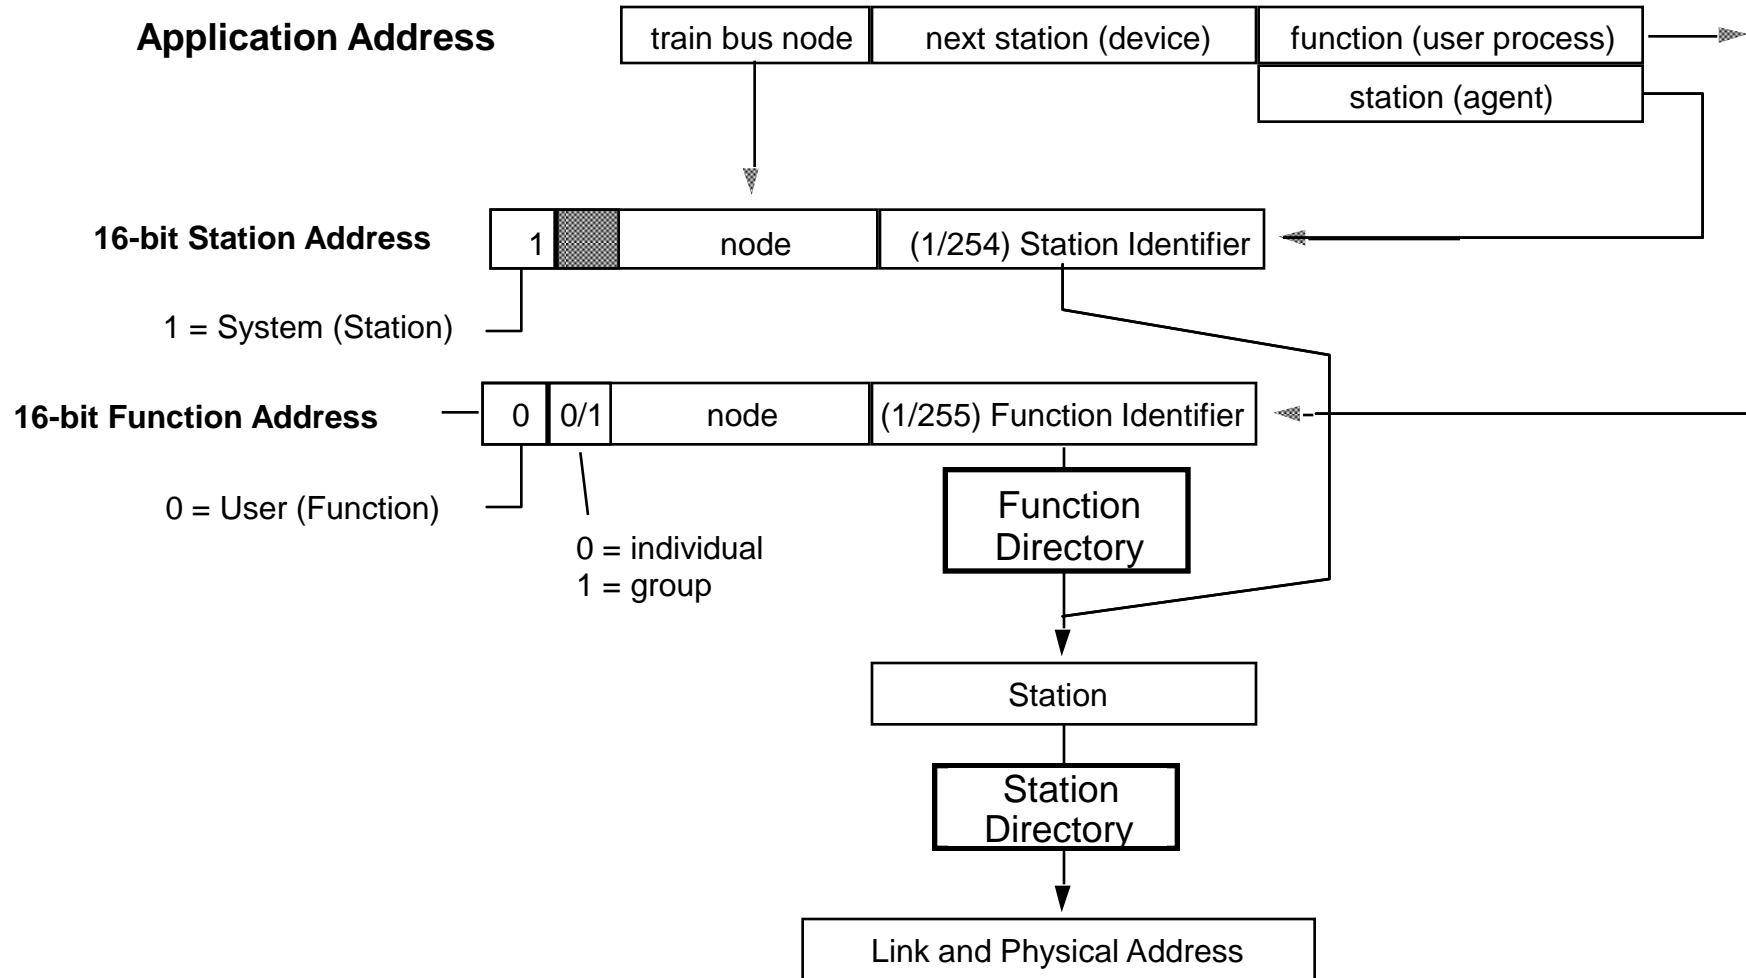 Application Address
train bus node
next station (device)
function (user process)
station (agent)
16-bit Station Address
1
node
(1/254) Station Identifier
1 = System (Station)
16-bit Function Address
0
0/1
node
(1/255) Function Identifier
0 = User (Function)
0 = individual
1 = group
Function
Directory
Station
Station
Directory
Link and Physical Address